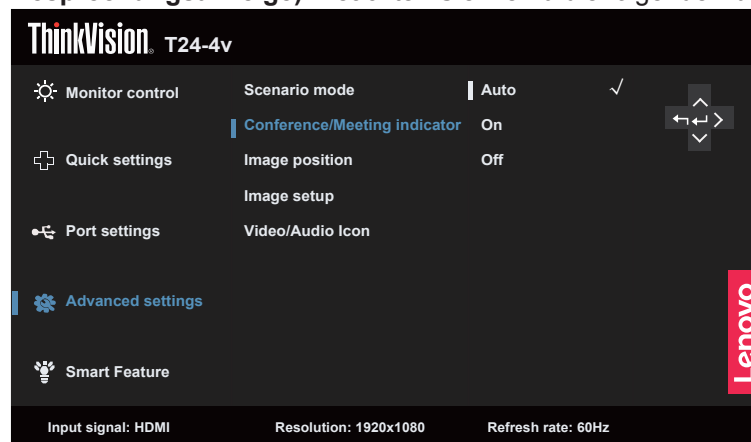 ThinkVision® T24-4v
Monitor control
Scenario mode
Auto √
Conference/Meeting indicator
On
Quick settings
Image position
Off
Image setup
Port settings
Video/Audio Icon
Advanced settings
Lenovo
Smart Feature
Input signal: HDMI Resolution: 1920x1080 Refresh rate: 60Hz